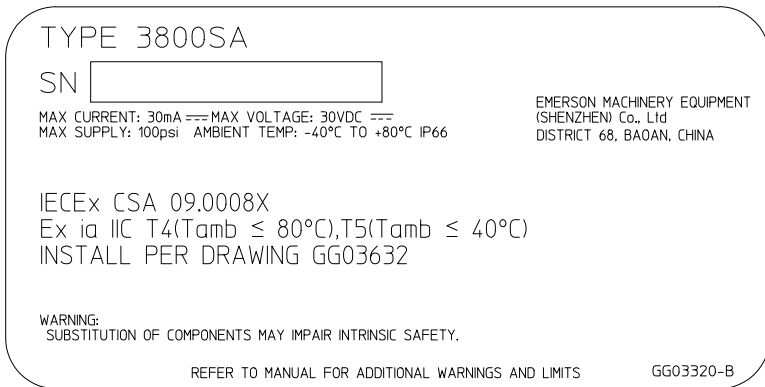 TYPE 3800SA
SN
MAX CURRENT: 30mA ⎓ MAX VOLTAGE: 30VDC ⎓
MAX SUPPLY: 100psi AMBIENT TEMP: -40°C TO +80°C IP66
EMERSON MACHINERY EQUIPMENT
(SHENZHEN) Co., Ltd
DISTRICT 68, BAOAN, CHINA
IECEx CSA 09.0008X
Ex ia IIC T4(Tamb ≤ 80°C),T5(Tamb ≤ 40°C)
INSTALL PER DRAWING GG03632
WARNING:
SUBSTITUTION OF COMPONENTS MAY IMPAIR INTRINSIC SAFETY.
REFER TO MANUAL FOR ADDITIONAL WARNINGS AND LIMITS
GG03320-B